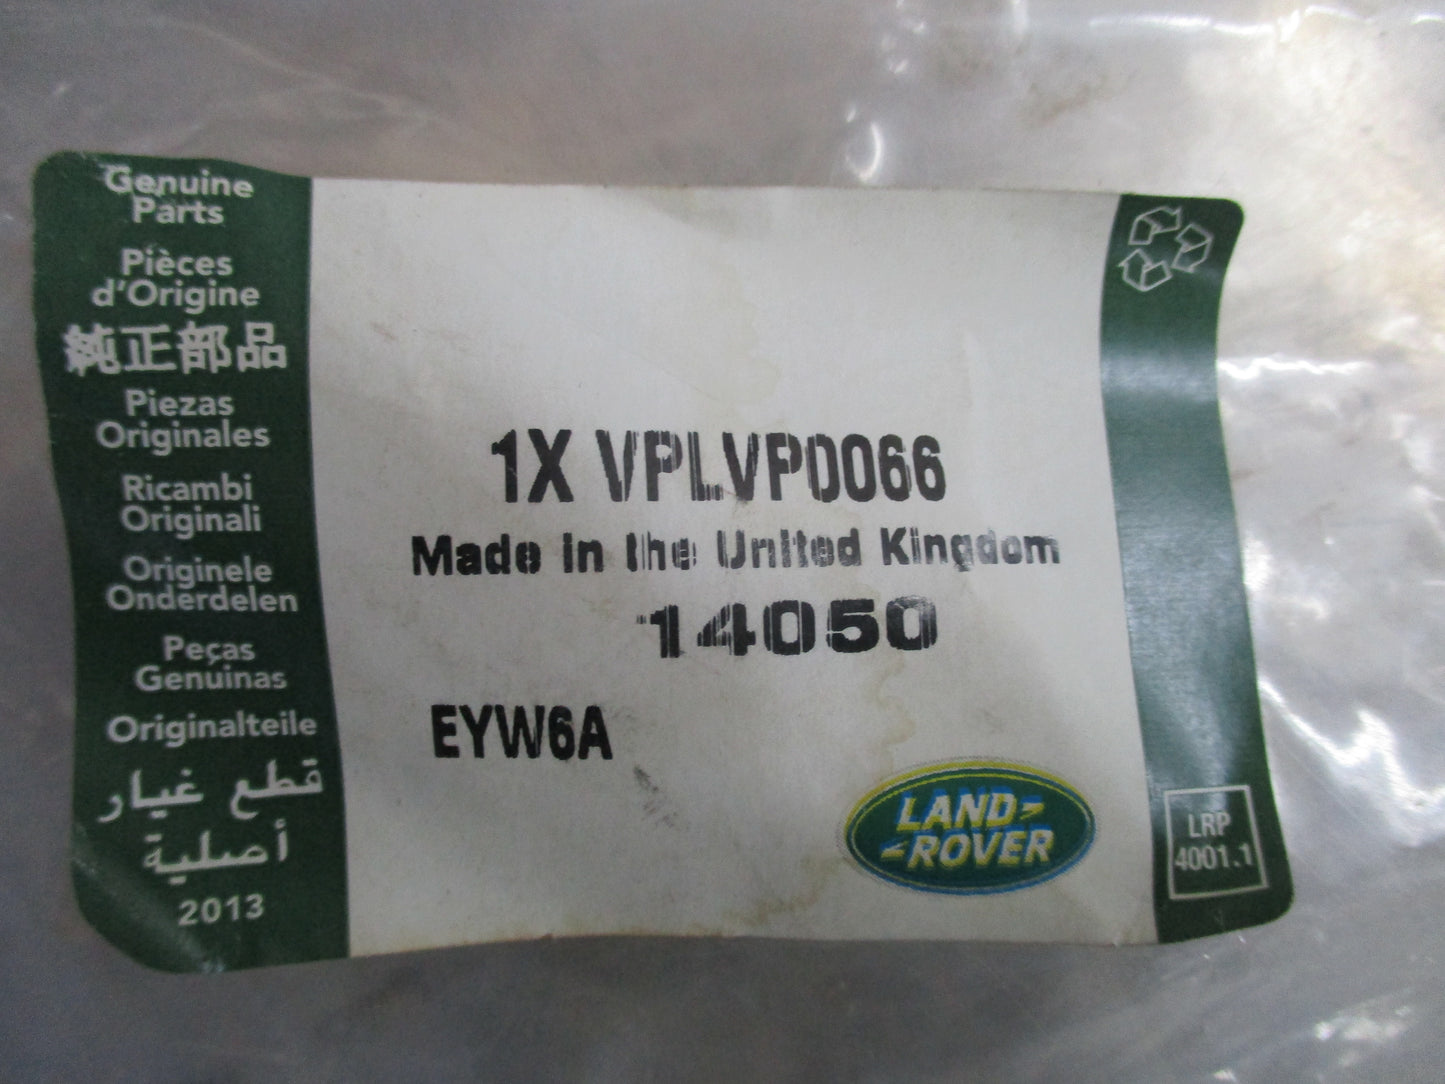 Genuine
Parts
Pièces
d'Origine
純正部品
Piezas
Originales
Ricambi
Originali
Originele
Onderdelen
Peças
Genuinas
Originalteile
قطع غيار
أصلية
2013
1X VPLVP0066
Made in the United Kingdom
14050
EYW6A
LAND
ROVER
LRP
4001.1